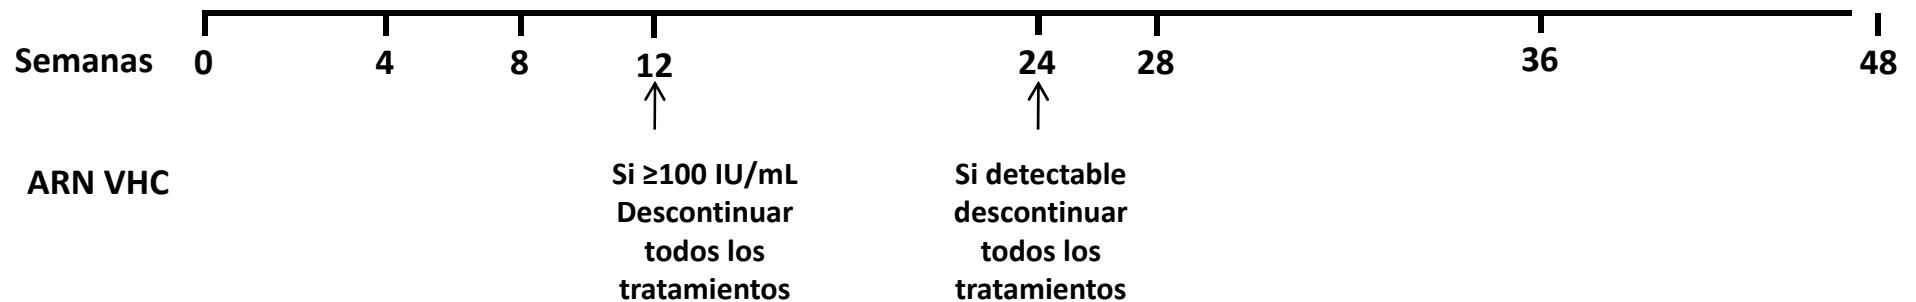 Semanas 0 4 8 12 24 28 36 48
ARN VHC
Si ≥100 IU/mL
Descontinuar
todos los
tratamientos
Si detectable
descontinuar
todos los
tratamientos